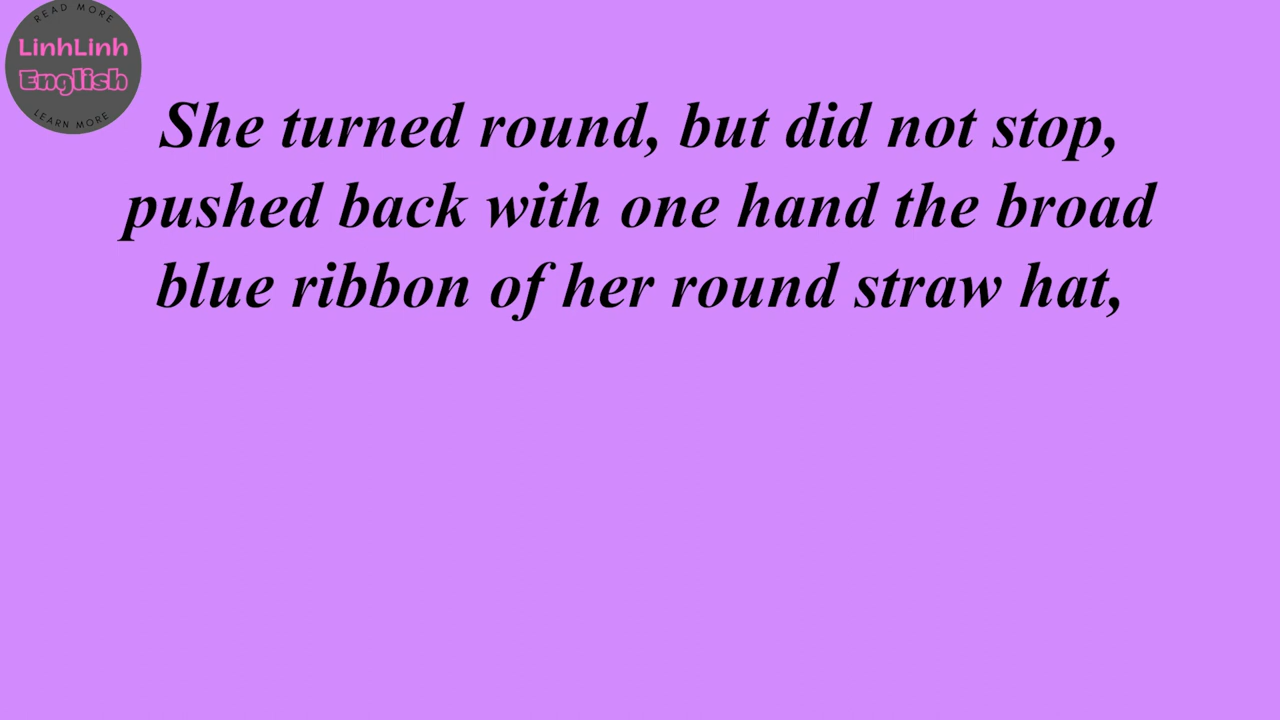 READ MORE
LinhLinh
English
LEARN MORE
She turned round, but did not stop,
pushed back with one hand the broad
blue ribbon of her round straw hat,